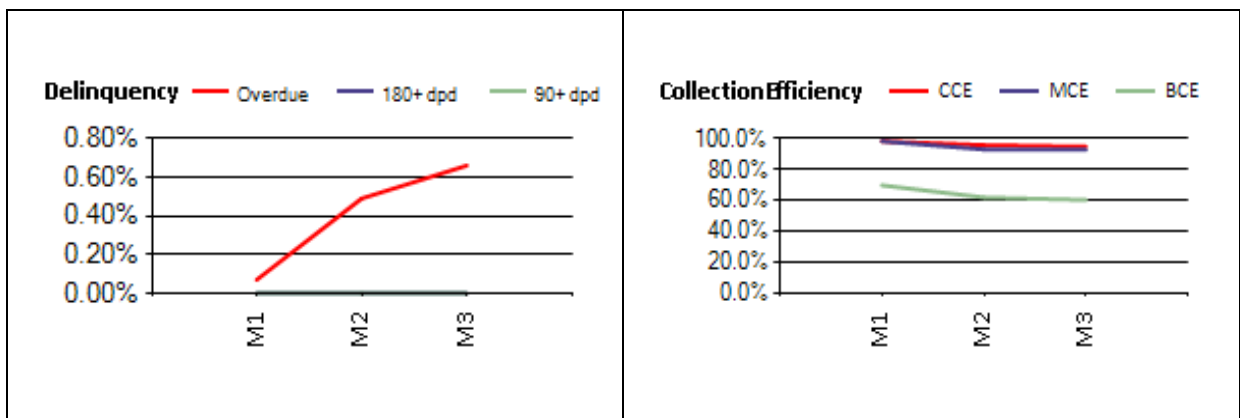 Delinquency Overdue 180+ dpd 90+ dpd
0.80%
0.60%
0.40%
0.20%
0.00%
M1
M2
M3
CollectionEfficiency CCE MCE BCE
100.0%
80.0%
60.0%
40.0%
20.0%
0.0%
M1
M2
M3